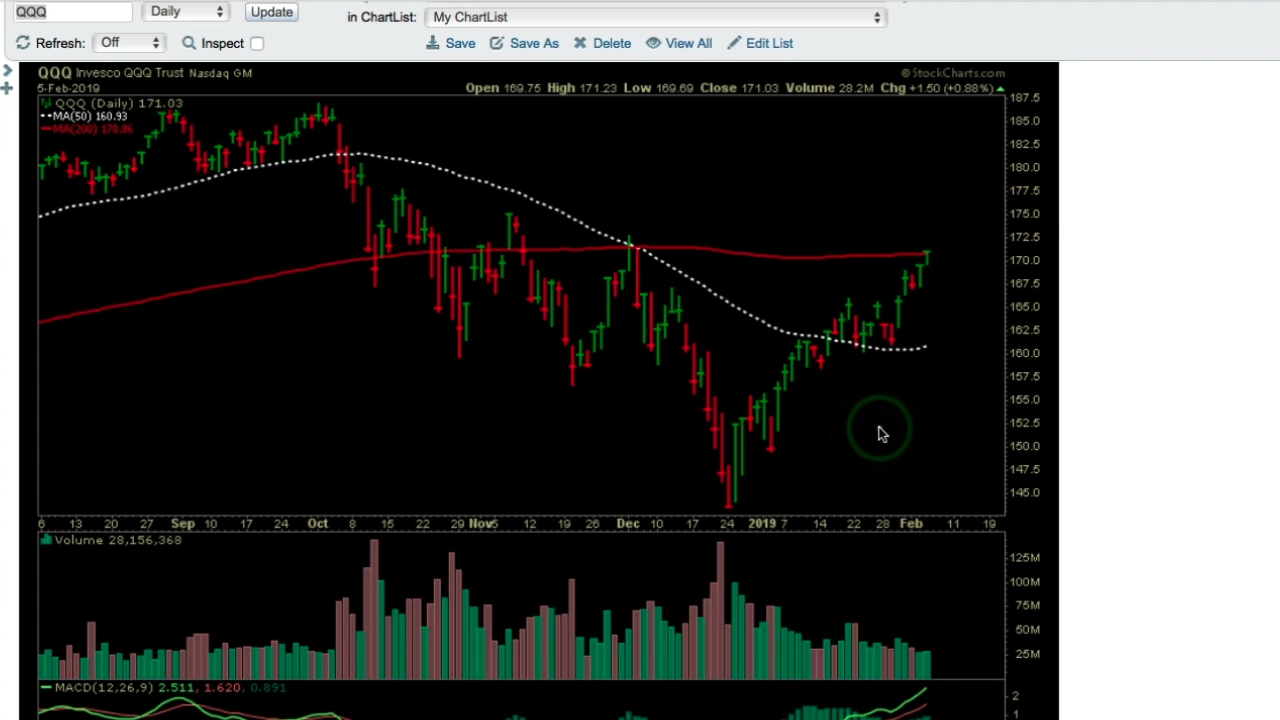 QQQ Daily Update in ChartList: My ChartList
Refresh: Off Inspect Save Save As Delete View All Edit List
QQQ Invesco QQQ Trust Nasdaq GM @StockCharts.com
5-Feb-2019 Open 169.75 High 171.23 Low 169.69 Close 171.03 Volume 28.2M Chg +1.50 (+0.88%)
QQQ (Daily) 171.03
MA(50) 160.93
MA(200) 170.86
187.5
185.0
182.5
180.0
177.5
175.0
172.5
170.0
167.5
165.0
162.5
160.0
157.5
155.0
152.5
150.0
147.5
145.0
6 13 20 27 Sep 10 17 24 Oct 8 15 22 29 Nov5 12 19 26 Dec 10 17 24 2019 7 14 22 28 Feb 11 19
Volume 28,156,368
125M
100M
75M
50M
25M
MACD(12,26,9) 2.511, 1.620, 0.891
2
1